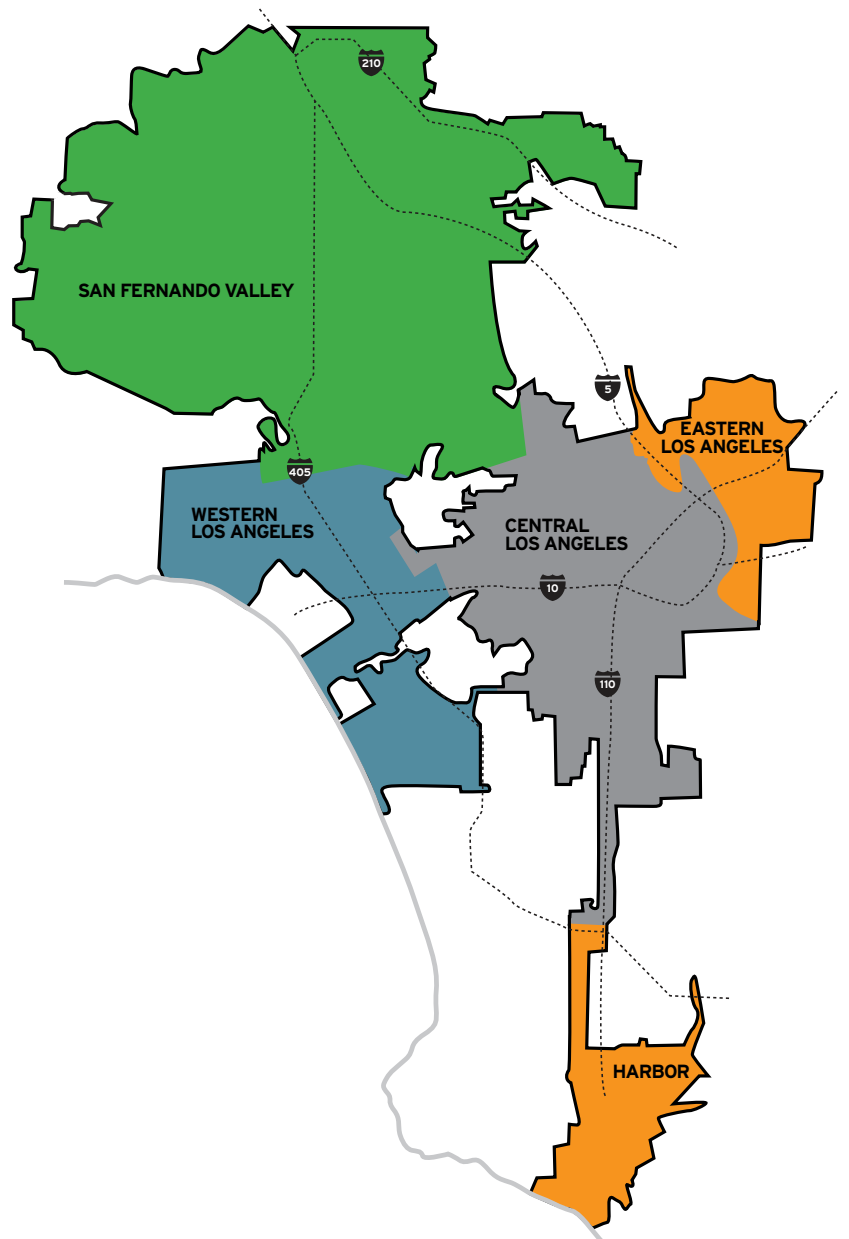 210
SAN FERNANDO VALLEY
5
EASTERN
LOS ANGELES
405
WESTERN
LOS ANGELES
CENTRAL
LOS ANGELES
10
110
HARBOR